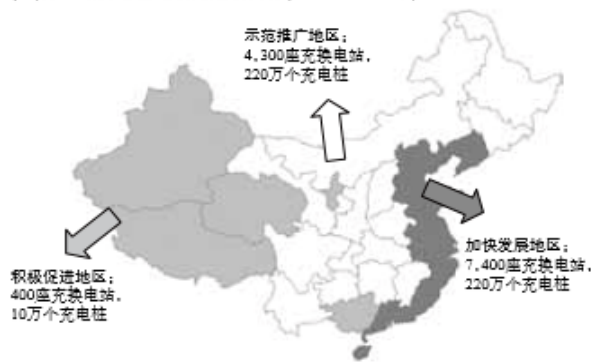 示范推广地区；
4,300座充换电站，
220万个充电桩
加快发展地区；
7,400座充换电站，
220万个充电桩
积极促进地区；
400座充换电站，
10万个充电桩